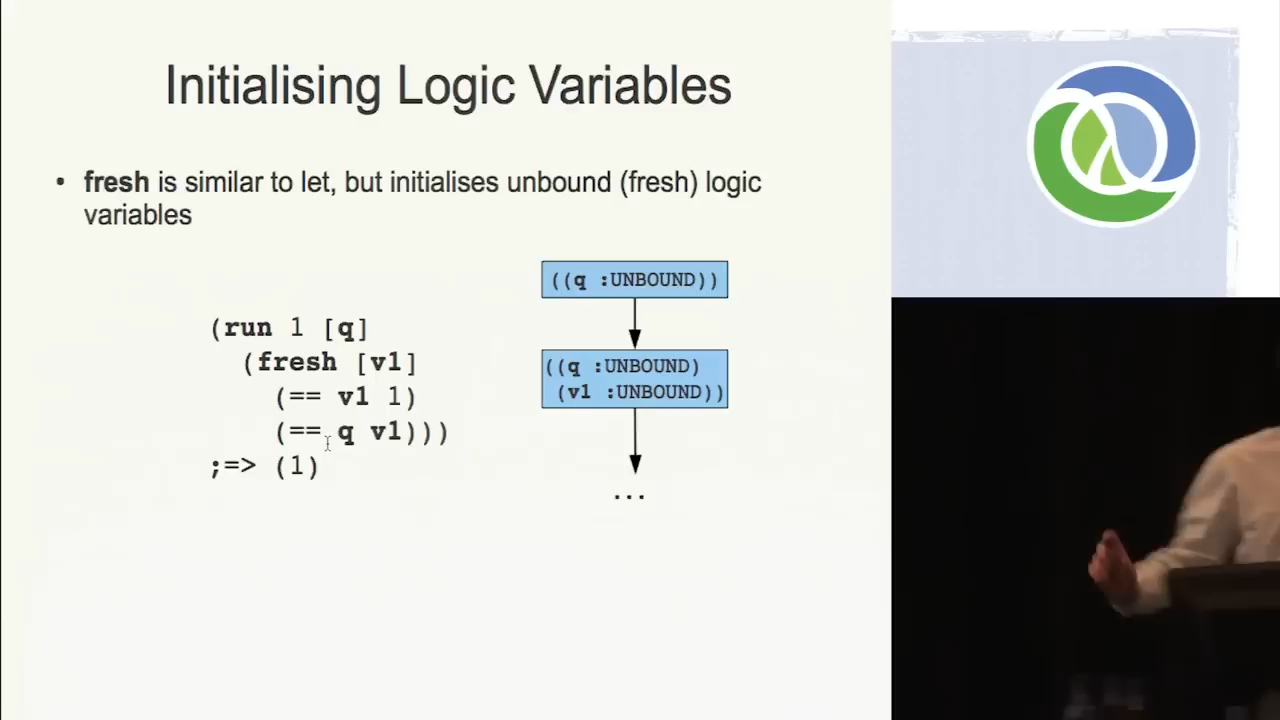 Initialising Logic Variables
• fresh is similar to let, but initialises unbound (fresh) logic
variables
(run 1 [q]
(fresh [v1]
(== v1 1)
(== q v1)))
;=> (1)
((q :UNBOUND))
((q :UNBOUND)
(v1 :UNBOUND))
...